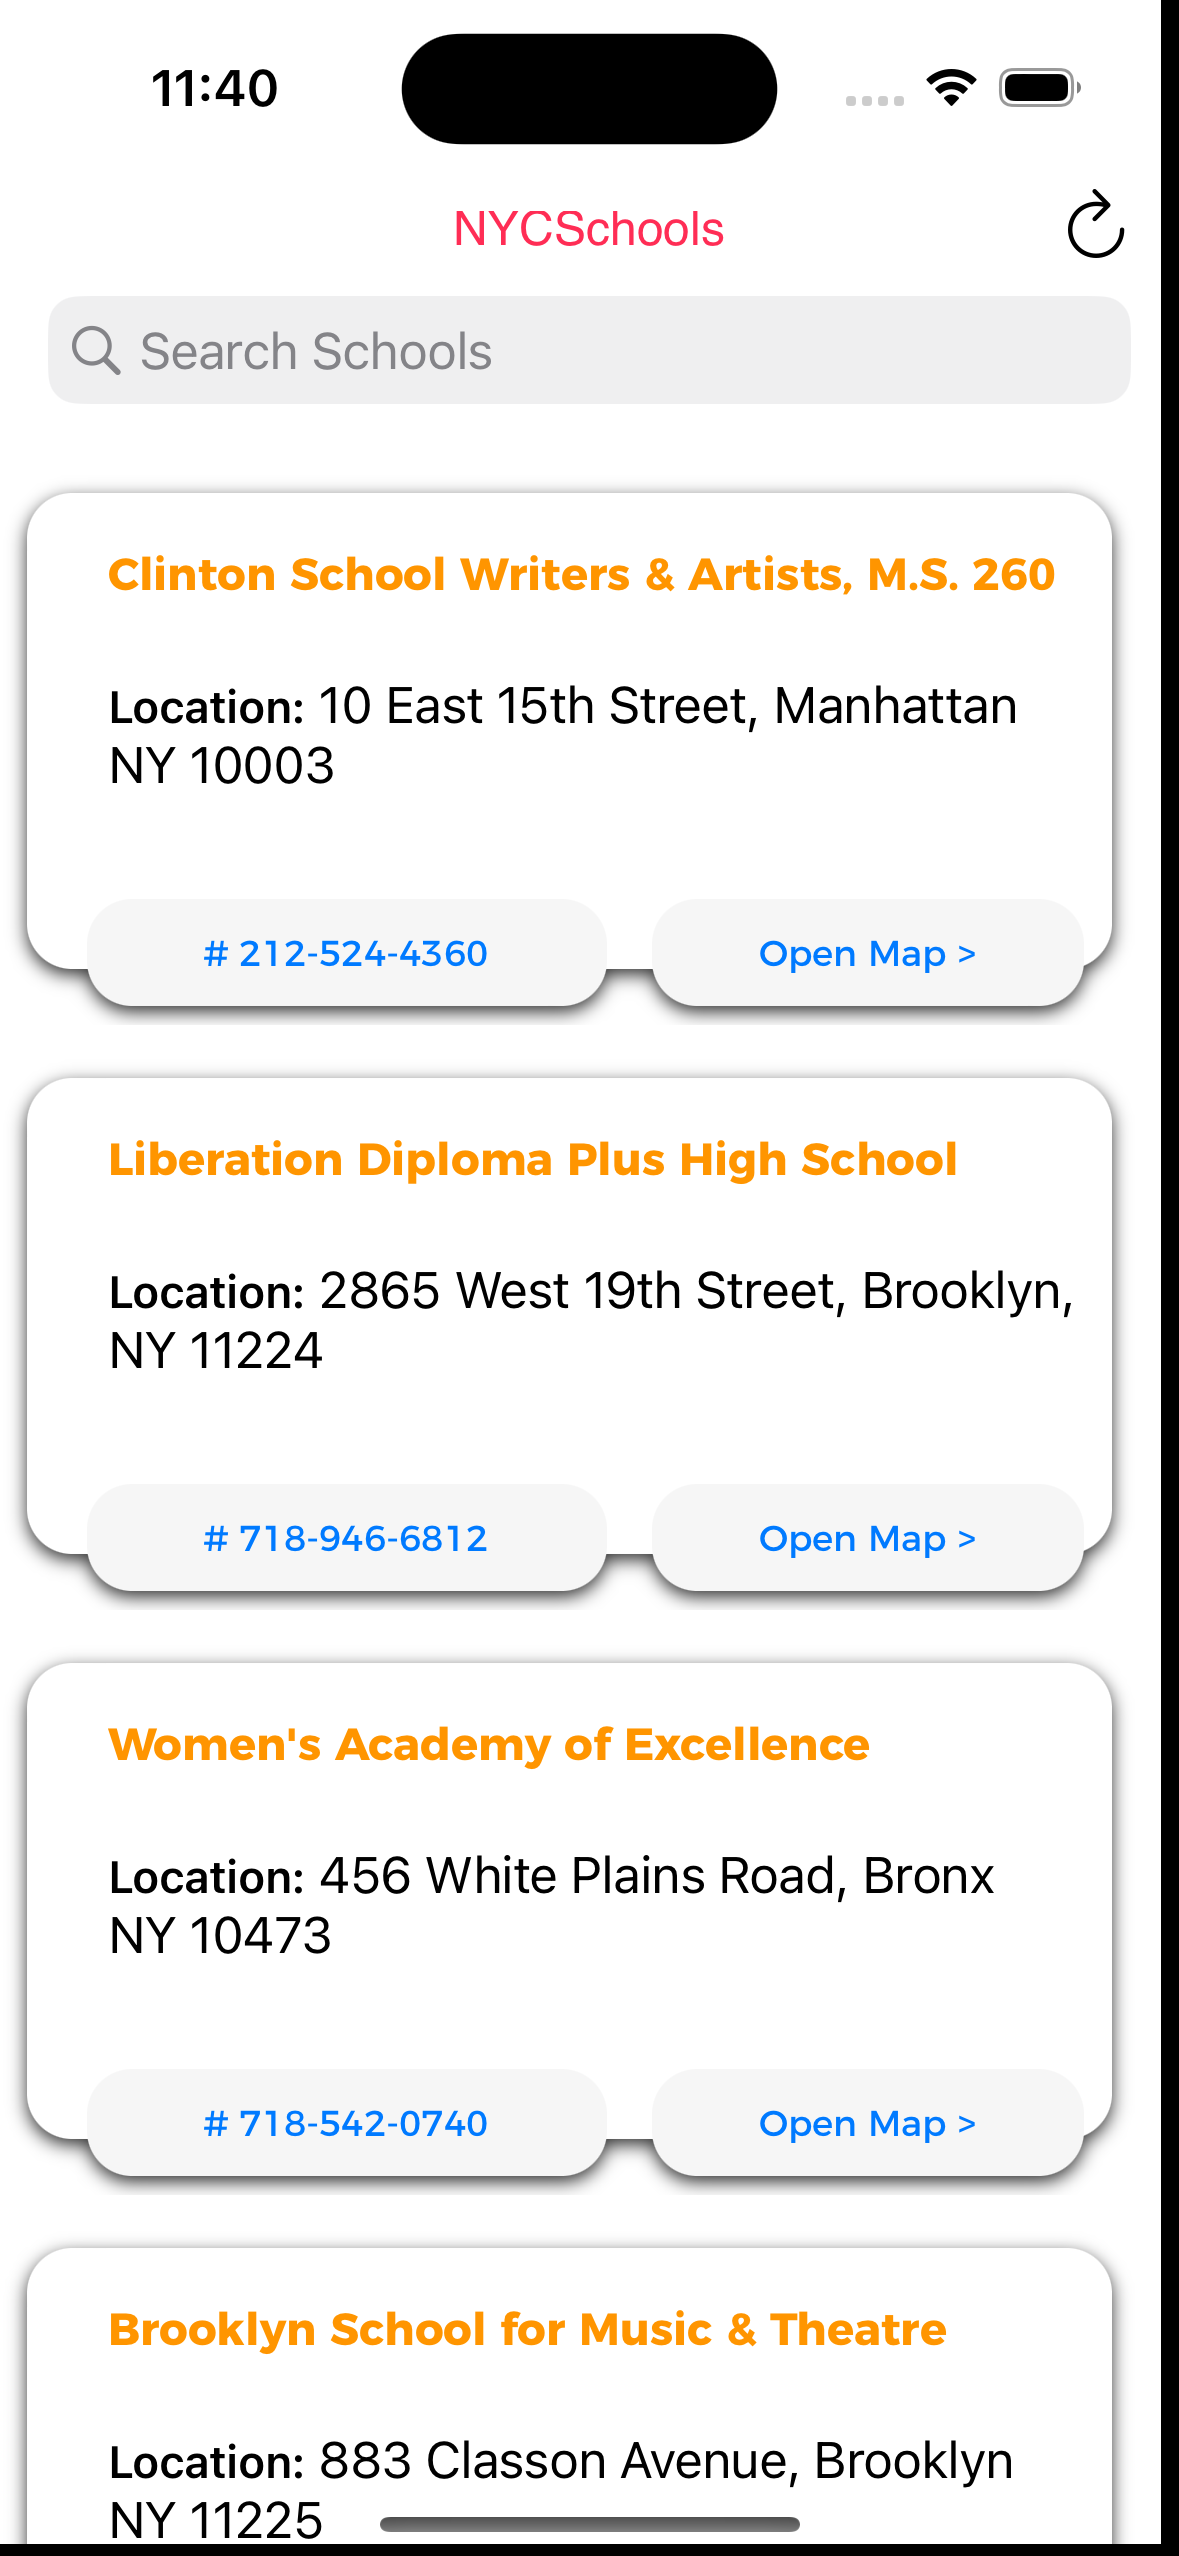 11:40
NYCSchools
Search Schools
Clinton School Writers & Artists, M.S. 260
Location: 10 East 15th Street, Manhattan
NY 10003
# 212-524-4360
Open Map >
Liberation Diploma Plus High School
Location: 2865 West 19th Street, Brooklyn,
NY 11224
# 718-946-6812
Open Map >
Women's Academy of Excellence
Location: 456 White Plains Road, Bronx
NY 10473
# 718-542-0740
Open Map >
Brooklyn School for Music & Theatre
Location: 883 Classon Avenue, Brooklyn
NY 11225